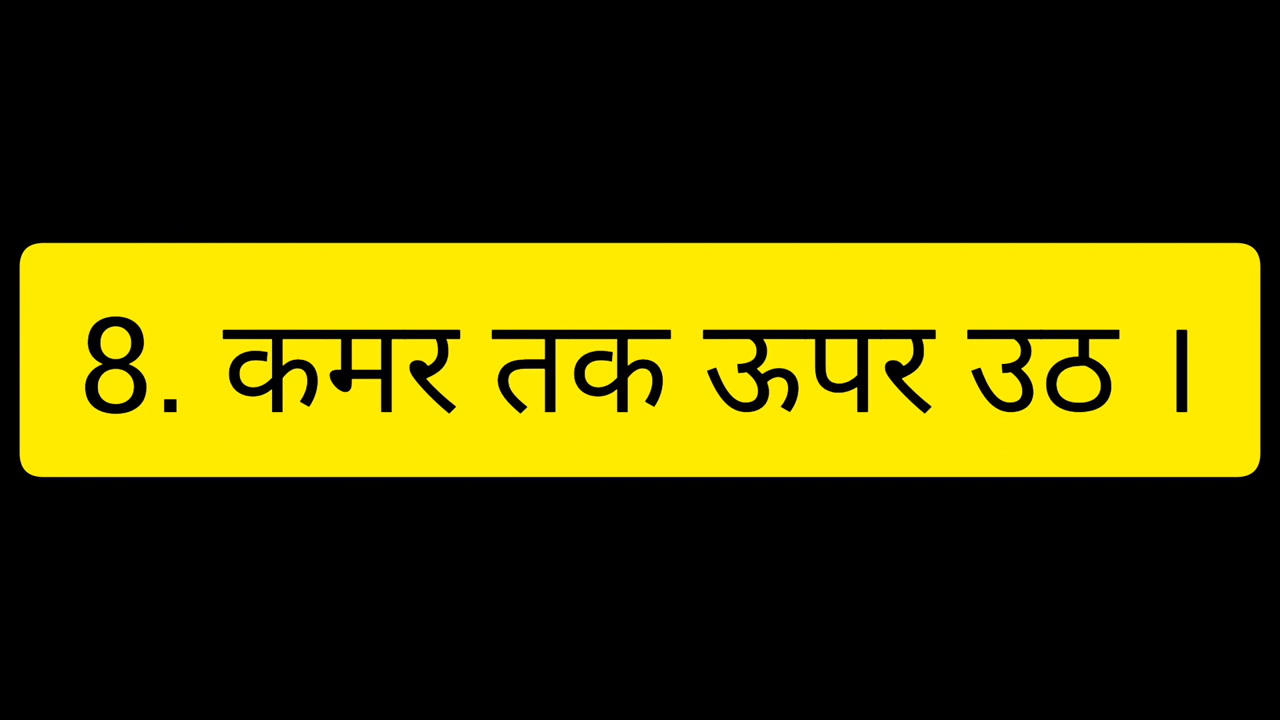 8. कमर तक ऊपर उठ ।